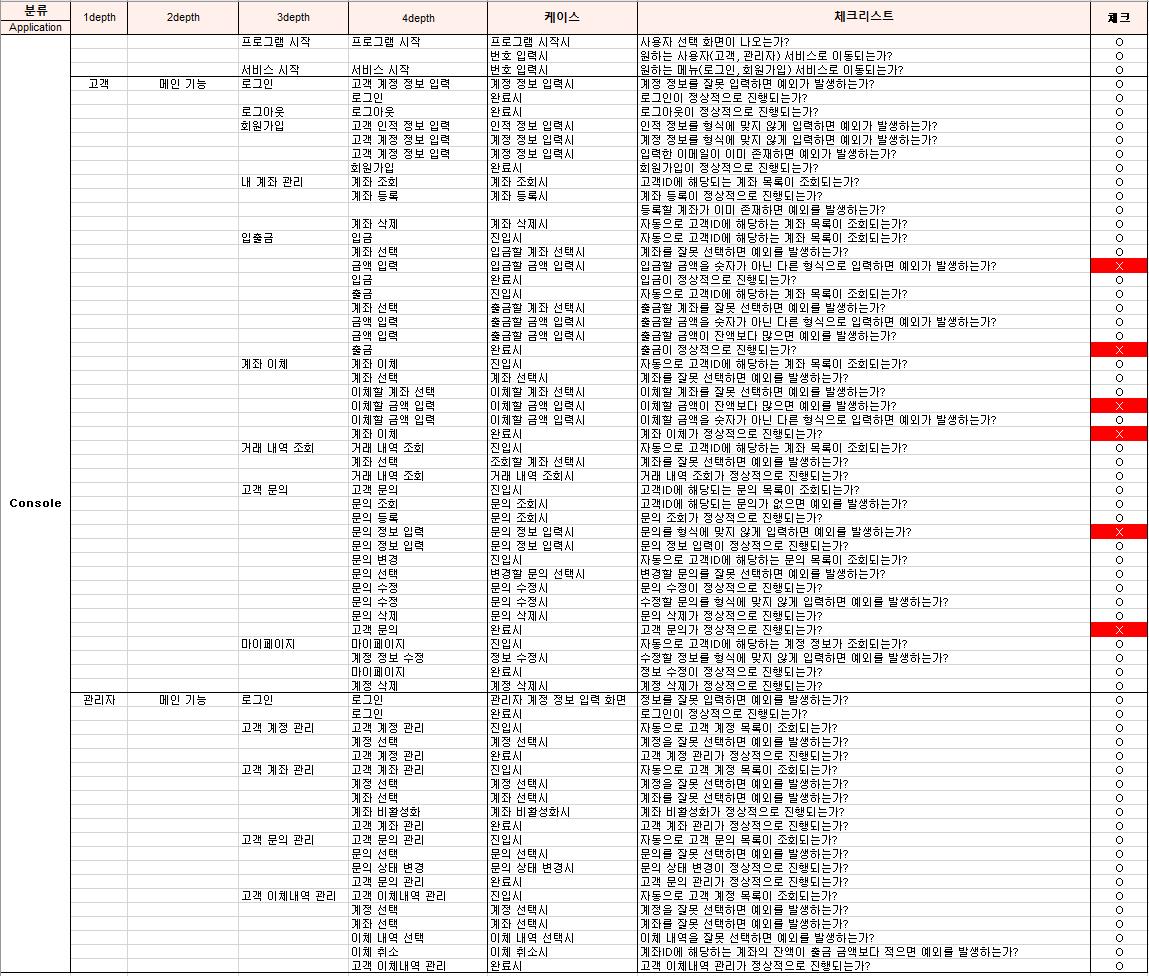 분류 1depth 2depth 3depth 4depth 케이스 체크리스트 체크
Application
프로그램 시작 프로그램 시작 프로그램 시작시 사용자 선택 화면이 나오는가? O
번호 입력시 원하는 사용자(고객, 관리자) 서비스로 이동되는가? O
서비스 시작 서비스 시작 번호 입력시 원하는 메뉴(로그인, 회원가입) 서비스로 이동되는가? O
고객 메인 기능 로그인 고객 계정 정보 입력 계정 정보 입력시 계정 정보를 잘못 입력하면 예외가 발생하는가? O
로그인 완료시 로그인이 정상적으로 진행되는가? O
로그아웃 로그아웃 완료시 로그아웃이 정상적으로 진행되는가? O
회원가입 고객 인적 정보 입력 인적 정보 입력시 인적 정보를 형식에 맞지 않게 입력하면 예외가 발생하는가? O
고객 계정 정보 입력 계정 정보 입력시 계정 정보를 형식에 맞지 않게 입력하면 예외가 발생하는가? O
고객 계정 정보 입력 계정 정보 입력시 입력한 이메일이 이미 존재하면 예외가 발생하는가? O
회원가입 완료시 회원가입이 정상적으로 진행되는가? O
내 계좌 관리 계좌 조회 계좌 조회시 고객ID에 해당되는 계좌 목록이 조회되는가? O
계좌 등록 계좌 등록시 계좌 등록이 정상적으로 진행되는가? O
등록할 계좌가 이미 존재하면 예외를 발생하는가? O
계좌 삭제 계좌 삭제시 자동으로 고객ID에 해당하는 계좌 목록이 조회되는가? O
입출금 입금 진입시 자동으로 고객ID에 해당하는 계좌 목록이 조회되는가? O
계좌 선택 입금할 계좌 선택시 계좌를 잘못 선택하면 예외를 발생하는가? O
금액 입력 입금할 금액 입력시 입금할 금액을 숫자가 아닌 다른 형식으로 입력하면 예외가 발생하는가? X
입금 완료시 입금이 정상적으로 진행되는가? O
출금 진입시 자동으로 고객ID에 해당하는 계좌 목록이 조회되는가? O
계좌 선택 출금할 계좌 선택시 출금할 계좌를 잘못 선택하면 예외를 발생하는가? O
금액 입력 출금할 금액 입력시 출금할 금액을 숫자가 아닌 다른 형식으로 입력하면 예외가 발생하는가? O
금액 입력 출금할 금액 입력시 출금할 금액이 잔액보다 많으면 예외를 발생하는가? O
출금 완료시 출금이 정상적으로 진행되는가? X
계좌 이체 계좌 이체 진입시 자동으로 고객ID에 해당하는 계좌 목록이 조회되는가? O
계좌 선택 계좌 선택시 계좌를 잘못 선택하면 예외를 발생하는가? O
이체할 계좌 선택 이체할 계좌 선택시 이체할 계좌를 잘못 선택하면 예외를 발생하는가? O
이체할 금액 입력 이체할 금액 입력시 이체할 금액이 잔액보다 많으면 예외를 발생하는가? X
이체할 금액 입력 이체할 금액 입력시 이체할 금액을 숫자가 아닌 다른 형식으로 입력하면 예외가 발생하는가? O
계좌 이체 완료시 계좌 이체가 정상적으로 진행되는가? X
거래 내역 조회 거래 내역 조회 진입시 자동으로 고객ID에 해당하는 계좌 목록이 조회되는가? O
계좌 선택 조회할 계좌 선택시 계좌를 잘못 선택하면 예외를 발생하는가? O
거래 내역 조회 거래 내역 조회시 거래 내역 조회가 정상적으로 진행되는가? O
고객 문의 고객 문의 진입시 고객ID에 해당되는 문의 목록이 조회되는가? O
Console 문의 조회 문의 조회시 고객ID에 해당되는 문의가 없으면 예외를 발생하는가? O
문의 등록 문의 조회시 문의 조회가 정상적으로 진행되는가? O
문의 정보 입력 문의 정보 입력시 문의를 형식에 맞지 않게 입력하면 예외를 발생하는가? X
문의 정보 입력 문의 정보 입력시 문의 정보 입력이 정상적으로 진행되는가? O
문의 변경 진입시 자동으로 고객ID에 해당하는 문의 목록이 조회되는가? O
문의 선택 변경할 문의 선택시 변경할 문의를 잘못 선택하면 예외를 발생하는가? O
문의 수정 문의 수정시 문의 수정이 정상적으로 진행되는가? O
문의 수정 문의 수정시 수정할 문의를 형식에 맞지 않게 입력하면 예외를 발생하는가? O
문의 삭제 문의 삭제시 문의 삭제가 정상적으로 진행되는가? O
고객 문의 완료시 고객 문의가 정상적으로 진행되는가? X
마이페이지 마이페이지 진입시 자동으로 고객ID에 해당하는 계정 정보가 조회되는가? O
계정 정보 수정 정보 수정시 수정할 정보를 형식에 맞지 않게 입력하면 예외를 발생하는가? O
마이페이지 완료시 정보 수정이 정상적으로 진행되는가? O
계정 삭제 계정 삭제시 계정 삭제가 정상적으로 진행되는가? O
관리자 메인 기능 로그인 로그인 관리자 계정 정보 입력 화면 정보를 잘못 입력하면 예외를 발생하는가? O
로그인 완료시 로그인이 정상적으로 진행되는가? O
고객 계정 관리 고객 계정 관리 진입시 자동으로 고객 계정 목록이 조회되는가? O
계정 선택 계정 선택시 계정을 잘못 선택하면 예외를 발생하는가? O
고객 계정 관리 완료시 고객 계정 관리가 정상적으로 진행되는가? O
고객 계좌 관리 고객 계좌 관리 진입시 자동으로 고객 계정 목록이 조회되는가? O
계정 선택 계정 선택시 계정을 잘못 선택하면 예외를 발생하는가? O
계좌 선택 계좌 선택시 계좌를 잘못 선택하면 예외를 발생하는가? O
계좌 비활성화 계좌 비활성화시 계좌 비활성화가 정상적으로 진행되는가? O
고객 계좌 관리 완료시 고객 계좌 관리가 정상적으로 진행되는가? O
고객 문의 관리 고객 문의 관리 진입시 자동으로 고객 문의 목록이 조회되는가? O
문의 선택 문의 선택시 문의를 잘못 선택하면 예외를 발생하는가? O
문의 상태 변경 문의 상태 변경시 문의 상태 변경이 정상적으로 진행되는가? O
고객 문의 관리 완료시 고객 문의 관리가 정상적으로 진행되는가? O
고객 이체내역 관리 고객 이체내역 관리 진입시 자동으로 고객 계정 목록이 조회되는가? O
계정 선택 계정 선택시 계정을 잘못 선택하면 예외를 발생하는가? O
계좌 선택 계좌 선택시 계좌를 잘못 선택하면 예외를 발생하는가? O
이체 내역 선택 이체 내역 선택시 이체 내역을 잘못 선택하면 예외를 발생하는가? O
이체 취소 이체 취소시 계좌ID에 해당하는 계좌의 잔액이 출금 금액보다 적으면 예외를 발생하는가? O
고객 이체내역 관리 완료시 고객 이체내역 관리가 정상적으로 진행되는가? O